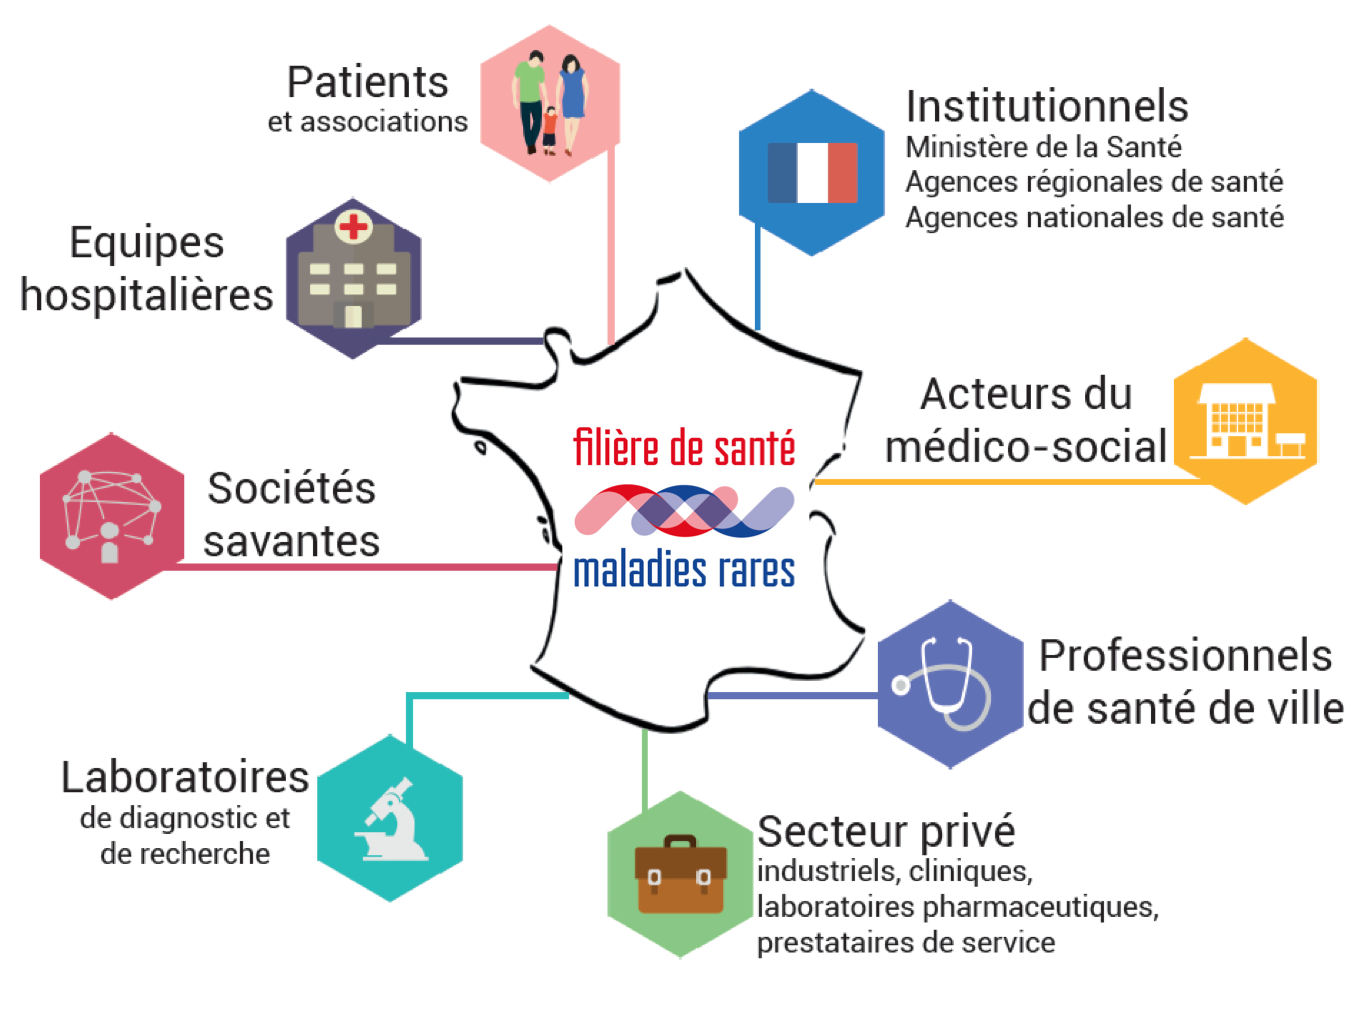 Patients
et associations
Institutionnels
Ministère de la Santé
Agences régionales de santé
Agences nationales de santé
Equipes
hospitalières
Acteurs du
médico-social
filière de santé
maladies rares
Sociétés
savantes
Professionnels
de santé de ville
Laboratoires
de diagnostic et
de recherche
Secteur privé
industriels, cliniques,
laboratoires pharmaceutiques,
prestataires de service